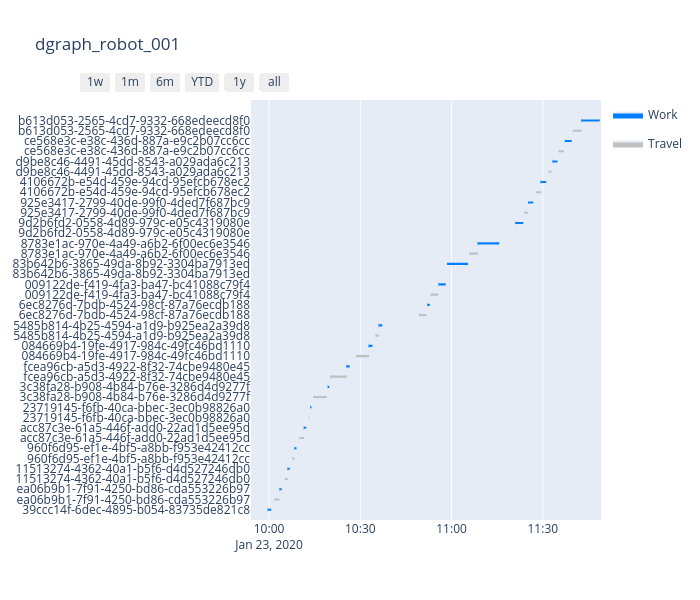 dgraph_robot_001
1w 1m 6m YTD 1y all
Work
Travel
b613d053-2565-4cd7-9332-668edeecd8f0
b613d053-2565-4cd7-9332-668edeecd8f0
ce568e3c-e38c-436d-887a-e9c2b07cc6cc
ce568e3c-e38c-436d-887a-e9c2b07cc6cc
d9be8c46-4491-45dd-8543-a029ada6c213
d9be8c46-4491-45dd-8543-a029ada6c213
4106672b-e54d-459e-94cd-95efcb678ec2
4106672b-e54d-459e-94cd-95efcb678ec2
925e3417-2799-40de-99f0-4ded7f687bc9
925e3417-2799-40de-99f0-4ded7f687bc9
9d2b6fd2-0558-4d89-979c-e05c4319080e
9d2b6fd2-0558-4d89-979c-e05c4319080e
8783e1ac-970e-4a49-a6b2-6f00ec6e3546
8783e1ac-970e-4a49-a6b2-6f00ec6e3546
83b642b6-3865-49da-8b92-3304ba7913ed
83b642b6-3865-49da-8b92-3304ba7913ed
009122de-f419-4fa3-ba47-bc41088c79f4
009122de-f419-4fa3-ba47-bc41088c79f4
6ec8276d-7bdb-4524-98cf-87a76ecdb188
6ec8276d-7bdb-4524-98cf-87a76ecdb188
5485b814-4b25-4594-a1d9-b925ea2a39d8
5485b814-4b25-4594-a1d9-b925ea2a39d8
084669b4-19fe-4917-984c-49fc46bd1110
084669b4-19fe-4917-984c-49fc46bd1110
fcea96cb-a5d3-4922-8f32-74cbe9480e45
fcea96cb-a5d3-4922-8f32-74cbe9480e45
3c38fa28-b908-4b84-b76e-3286d4d9277f
3c38fa28-b908-4b84-b76e-3286d4d9277f
23719145-f6fb-40ca-bbec-3ec0b98826a0
23719145-f6fb-40ca-bbec-3ec0b98826a0
acc87c3e-61a5-446f-add0-22ad1d5ee95d
acc87c3e-61a5-446f-add0-22ad1d5ee95d
960f6d95-ef1e-4bf5-a8bb-f953e42412cc
960f6d95-ef1e-4bf5-a8bb-f953e42412cc
11513274-4362-40a1-b5f6-d4d527246db0
11513274-4362-40a1-b5f6-d4d527246db0
ea06b9b1-7f91-4250-bd86-cda553226b97
ea06b9b1-7f91-4250-bd86-cda553226b97
39ccc14f-6dec-4895-b054-83735de821c8
10:00 10:30 11:00 11:30
Jan 23, 2020